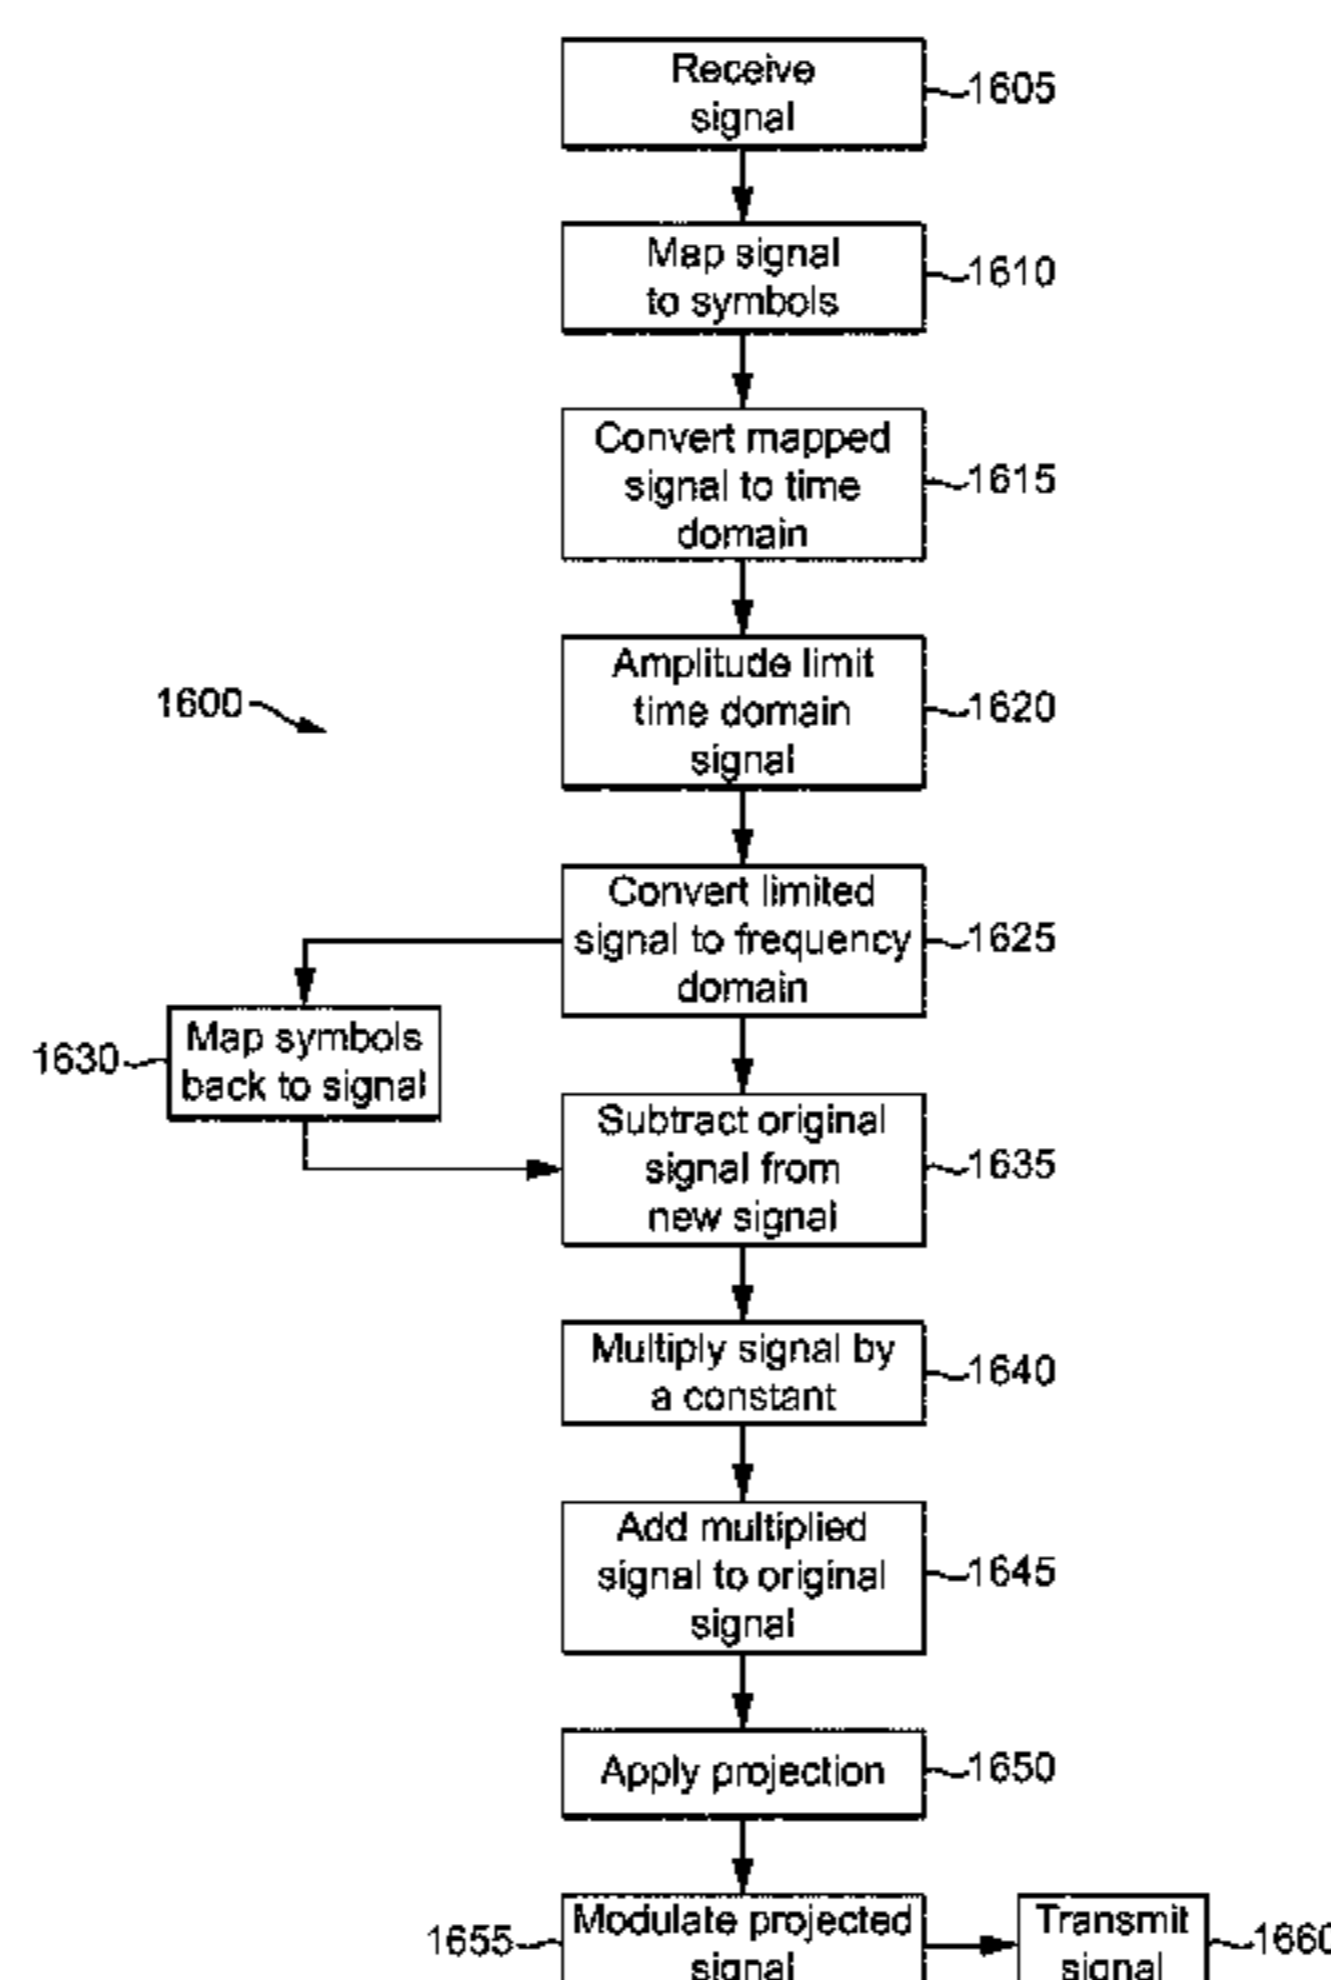 Receive
signal
1605
Map signal
to symbols
1610
Convert mapped
signal to time
domain
1615
Amplitude limit
time domain
signal
1620
1600
Convert limited
signal to frequency
domain
1625
Map symbols
back to signal
1630
Subtract original
signal from
new signal
1635
Multiply signal by
a constant
1640
Add multiplied
signal to original
signal
1645
Apply projection
1650
Modulate projected
signal
1655
Transmit
signal
1660